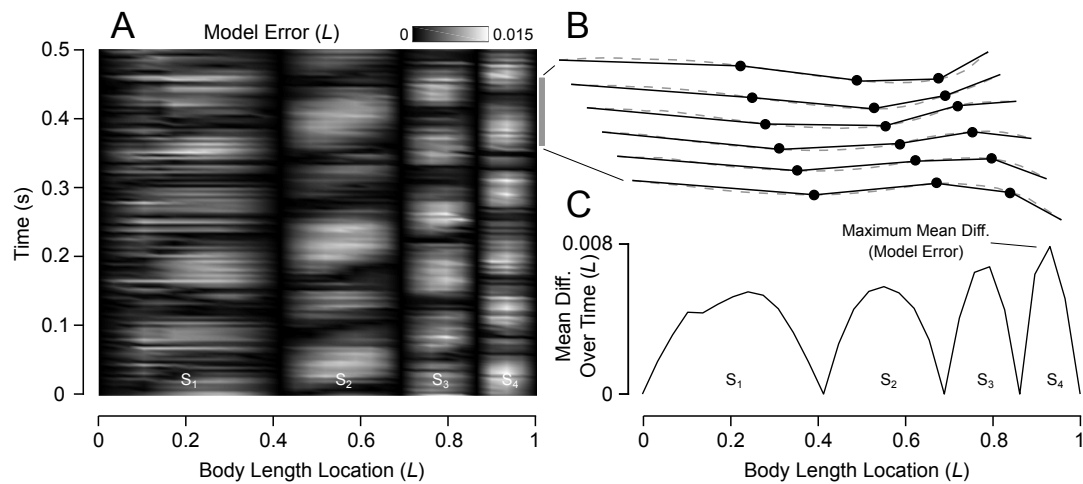 A
Model Error (L)
0
0.015
0.5
0.4
0.3
0.2
0.1
0
Time (s)
S1
S2
S3
S4
0
0.2
0.4
0.6
0.8
1
Body Length Location (L)
B
C
Maximum Mean Diff.
(Model Error)
0.008
0
Mean Diff.
Over Time (L)
S1
S2
S3
S4
0
0.2
0.4
0.6
0.8
1
Body Length Location (L)